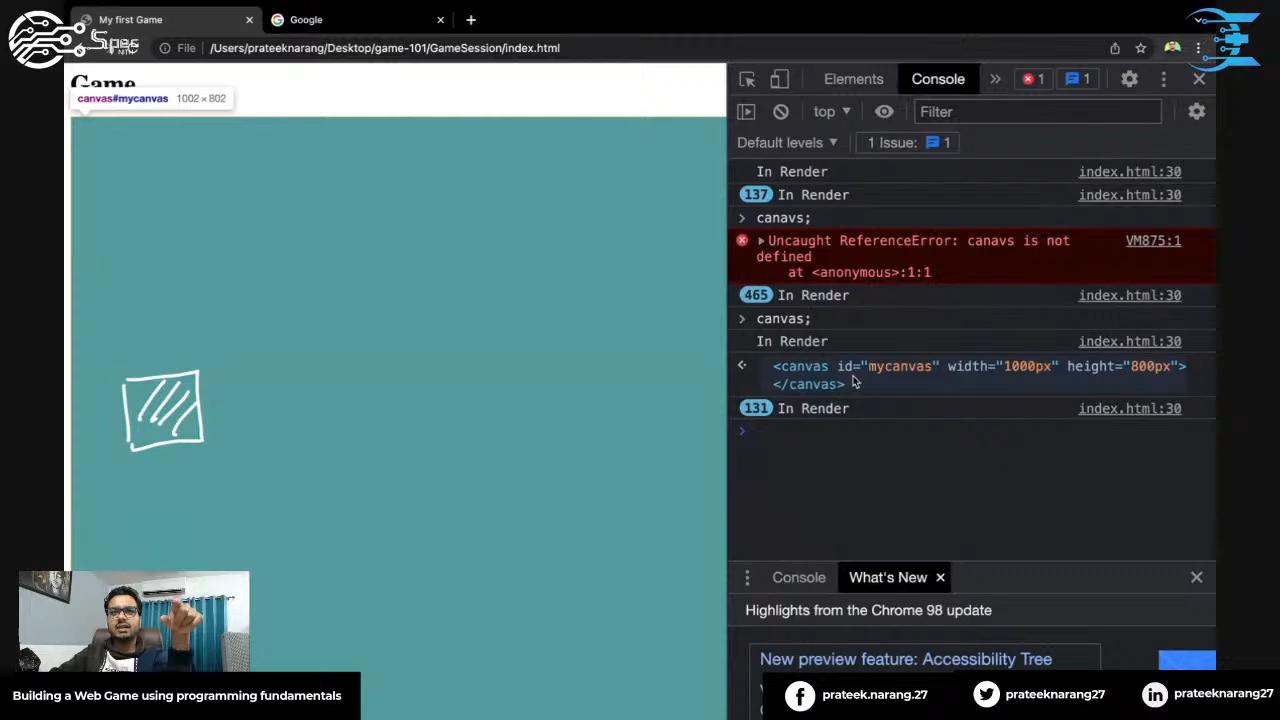 My first Game
Google
Spec
NITH
File
/Users/prateeknarang/Desktop/game-101/GameSession/index.html
Game
canvas#mycanvas 1002 × 802
Elements
Console
1
1
top
Filter
Default levels
1 Issue: 1
In Render index.html:30
137 In Render index.html:30
canavs;
Uncaught ReferenceError: canavs is not VM875:1
defined
at <anonymous>:1:1
465 In Render index.html:30
canvas;
In Render index.html:30
<canvas id="mycanvas" width="1000px" height="800px">
</canvas>
131 In Render index.html:30
Console
What's New
Highlights from the Chrome 98 update
New preview feature: Accessibility Tree
Building a Web Game using programming fundamentals
prateek.narang.27
prateeknarang27
prateeknarang27